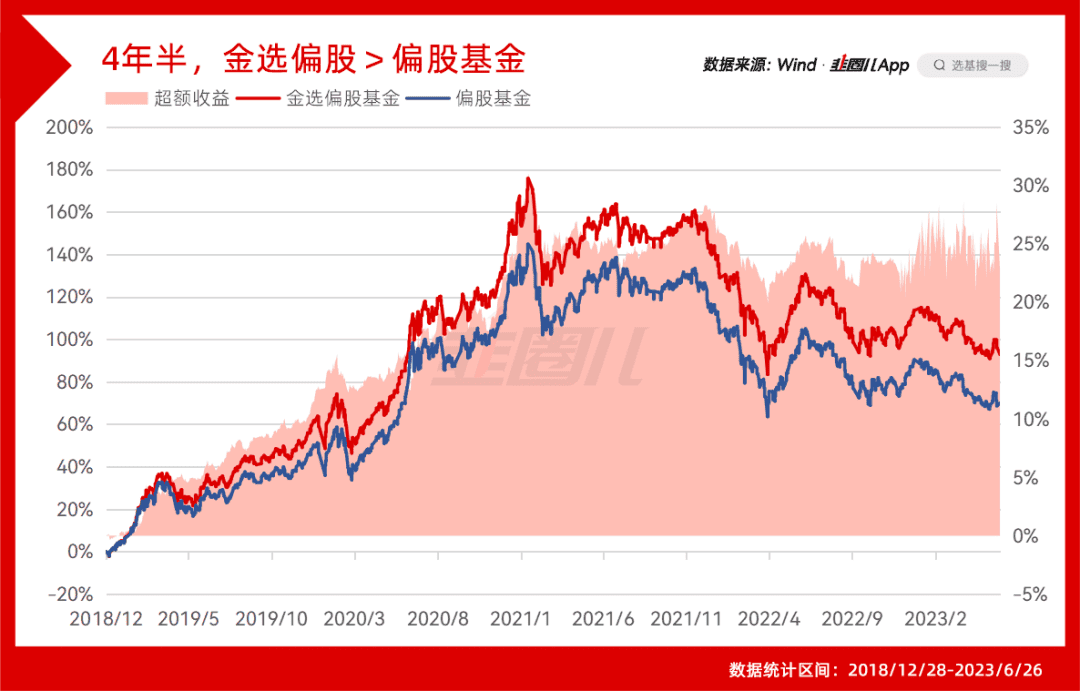 4年半，金选偏股＞偏股基金
数据来源：Wind · 韭圈儿App
选基搜一搜
超额收益 金选偏股基金 偏股基金
200% 35%
180% 30%
160% 25%
140% 20%
120% 15%
100% 10%
80% 5%
60% 0%
40% -5%
20%
0%
-20%
韭圈儿
2018/12 2019/5 2019/10 2020/3 2020/8 2021/1 2021/6 2021/11 2022/4 2022/9 2023/2
数据统计区间：2018/12/28-2023/6/26